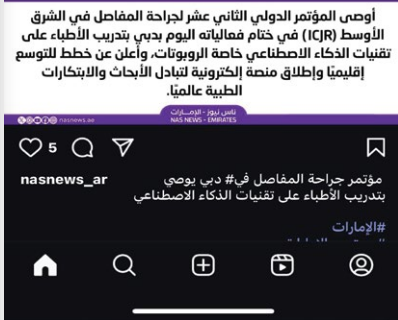 أوصى المؤتمر الدولي الثاني عشر لجراحة المفاصل في الشرق
الأوسط (ICJR) في ختام فعالياته اليوم بدبي بتدريب الأطباء على
تقنيات الذكاء الاصطناعي خاصة الروبوتات، وأعلن عن خطط للتوسع
إقليميًا وإطلاق منصة إلكترونية لتبادل الأبحاث والابتكارات
الطبية عالميًا.
ناس نيوز - الإمارات
NAS NEWS - EMIRATES
nasnews.ae
5
nasnews_ar مؤتمر جراحة المفاصل في# دبي يوصي
بتدريب الأطباء على تقنيات الذكاء الاصطناعي
#الإمارات